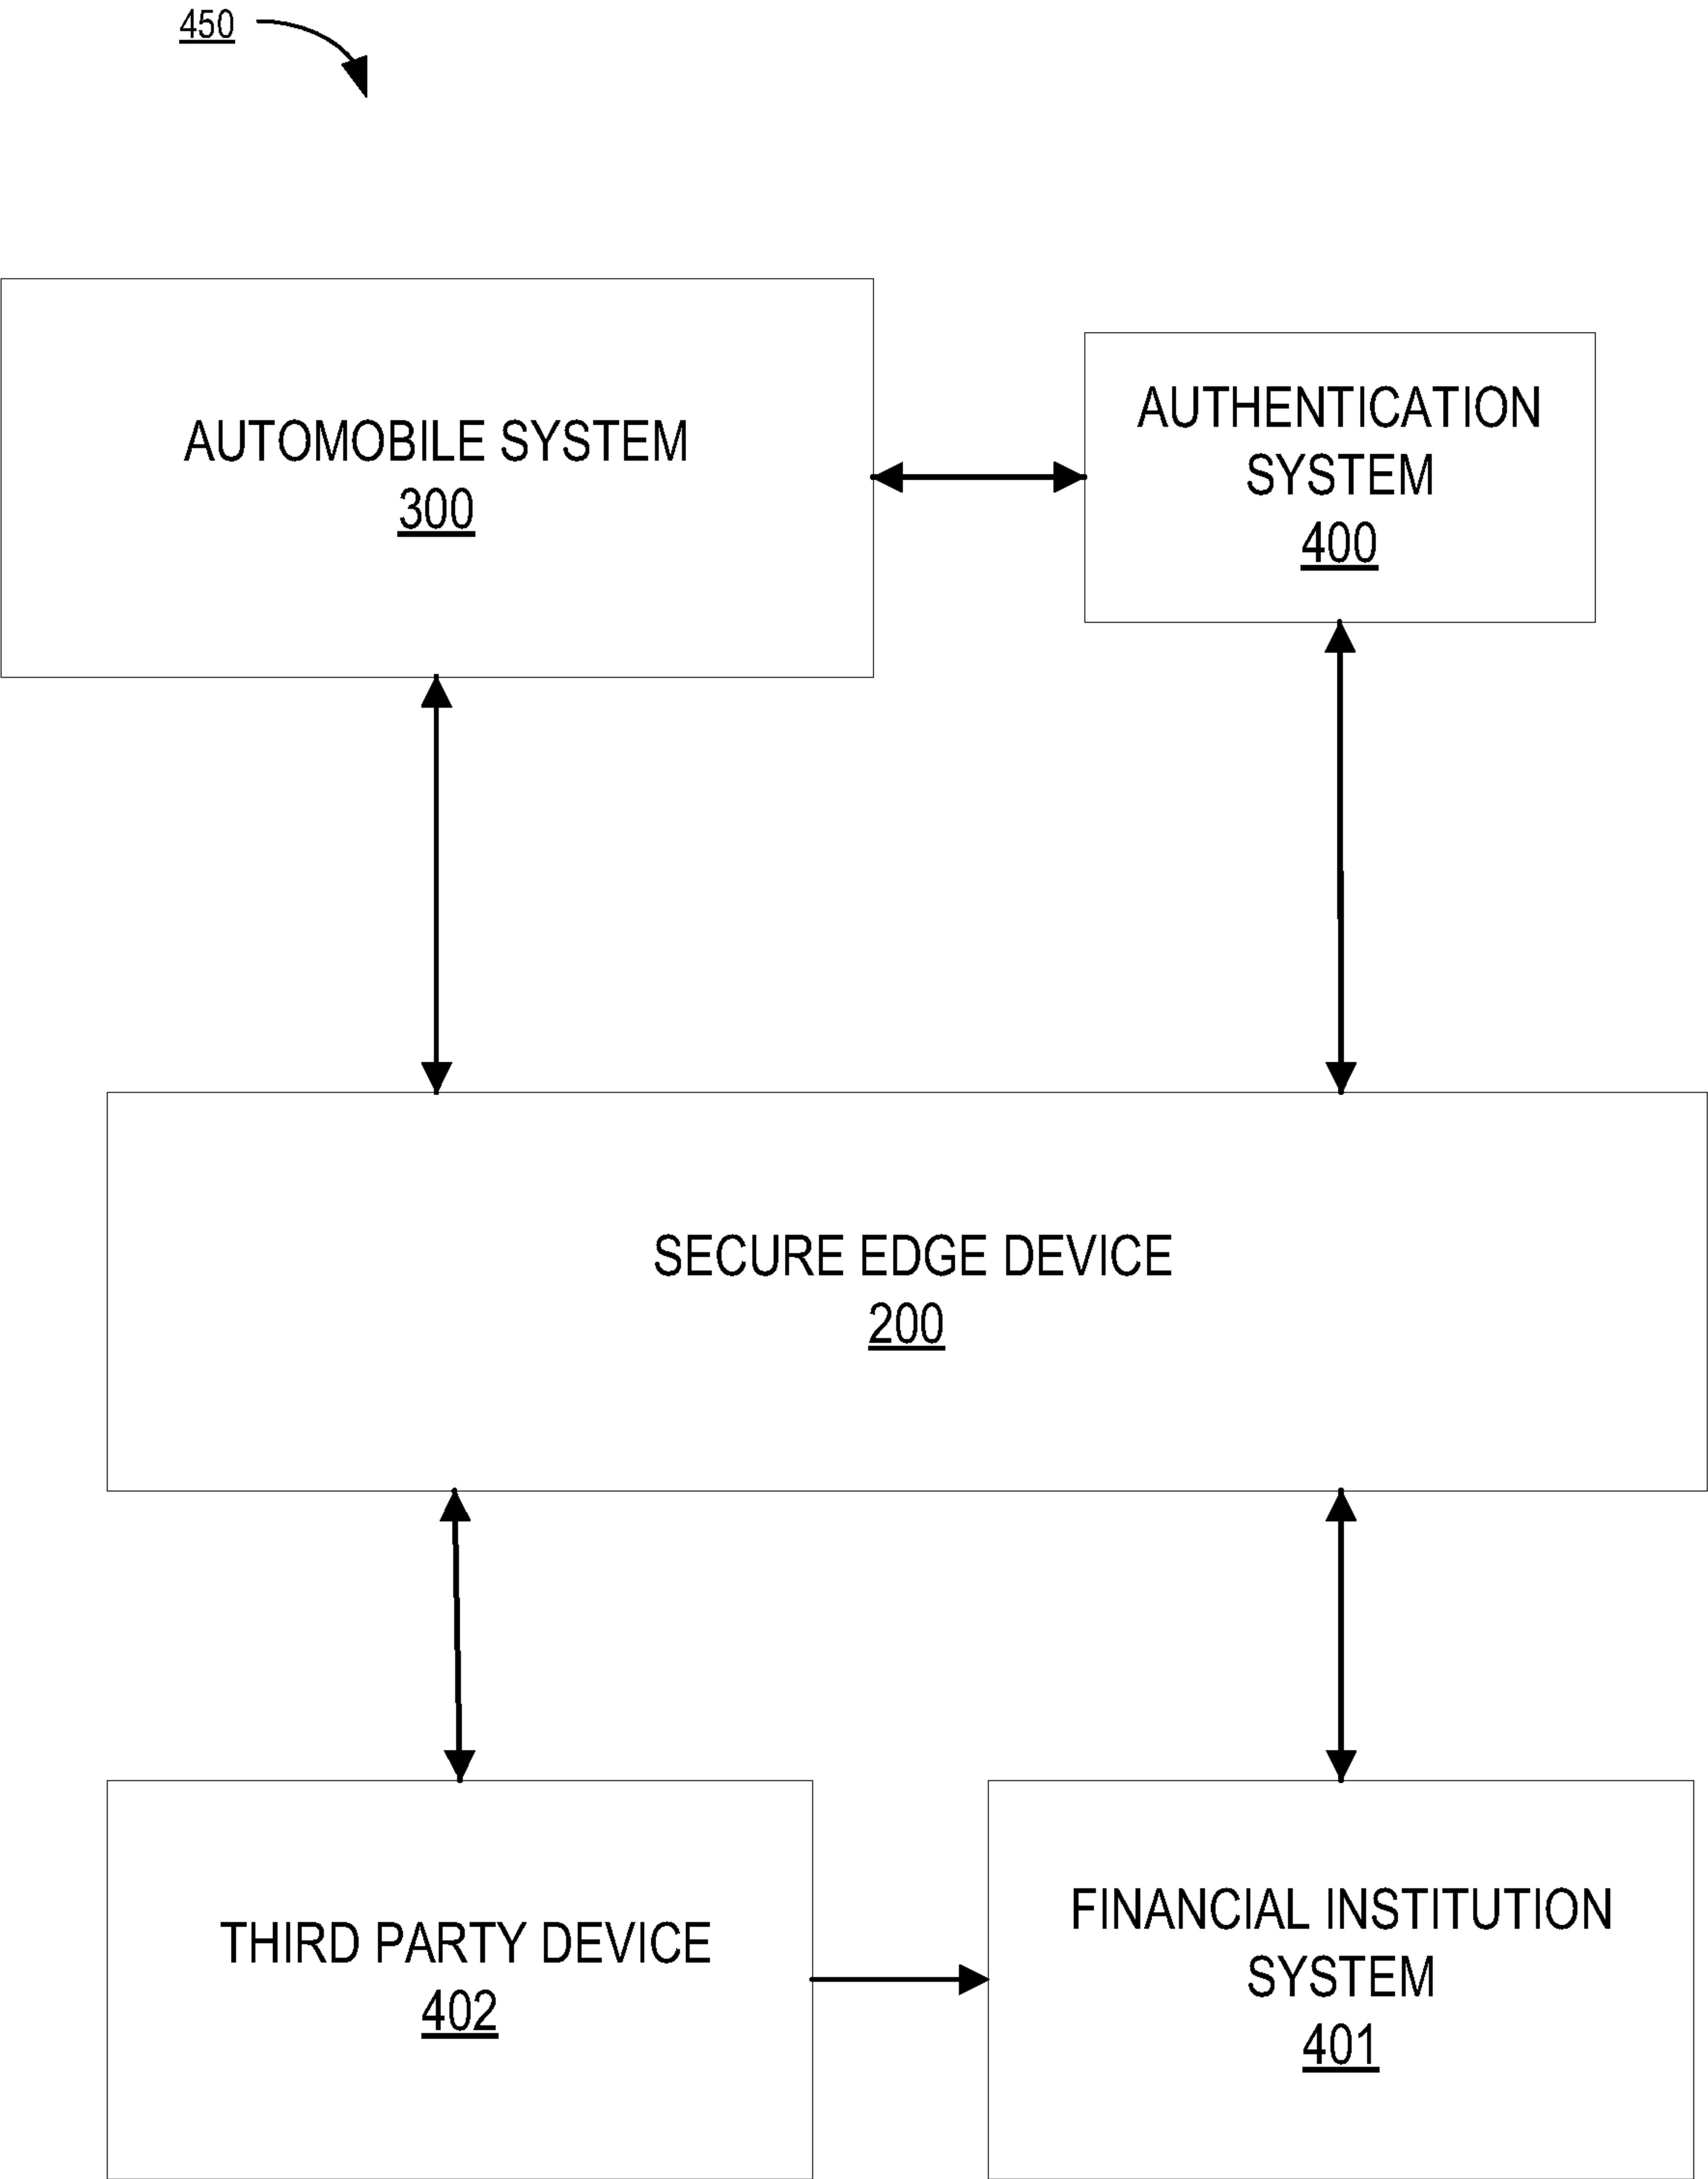 450
AUTOMOBILE SYSTEM
300
AUTHENTICATION
SYSTEM
400
SECURE EDGE DEVICE
200
THIRD PARTY DEVICE
402
FINANCIAL INSTITUTION
SYSTEM
401